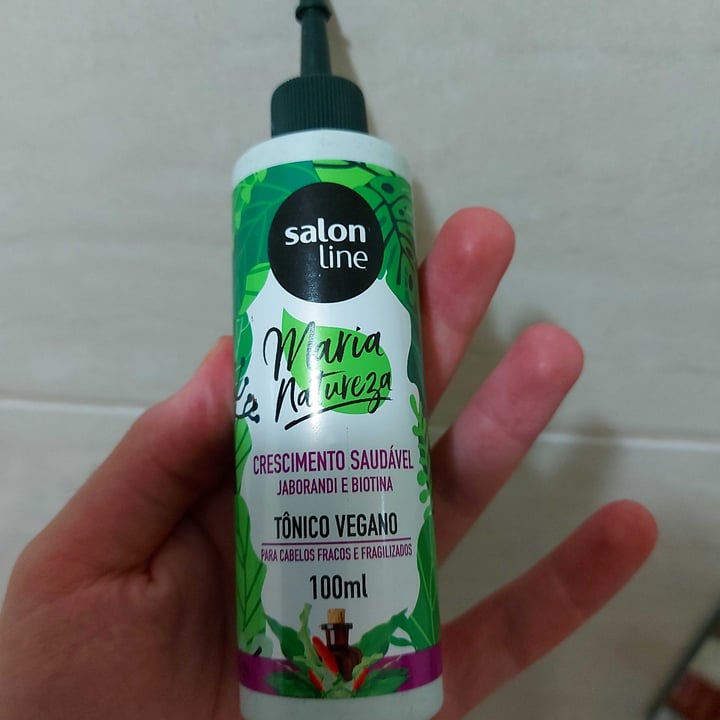 salon
line
Maria
Natureza
CRESCIMENTO SAUDÁVEL
JABORANDI E BIOTINA
TÔNICO VEGANO
PARA CABELOS FRACOS E FRAGILIZADOS
100ml